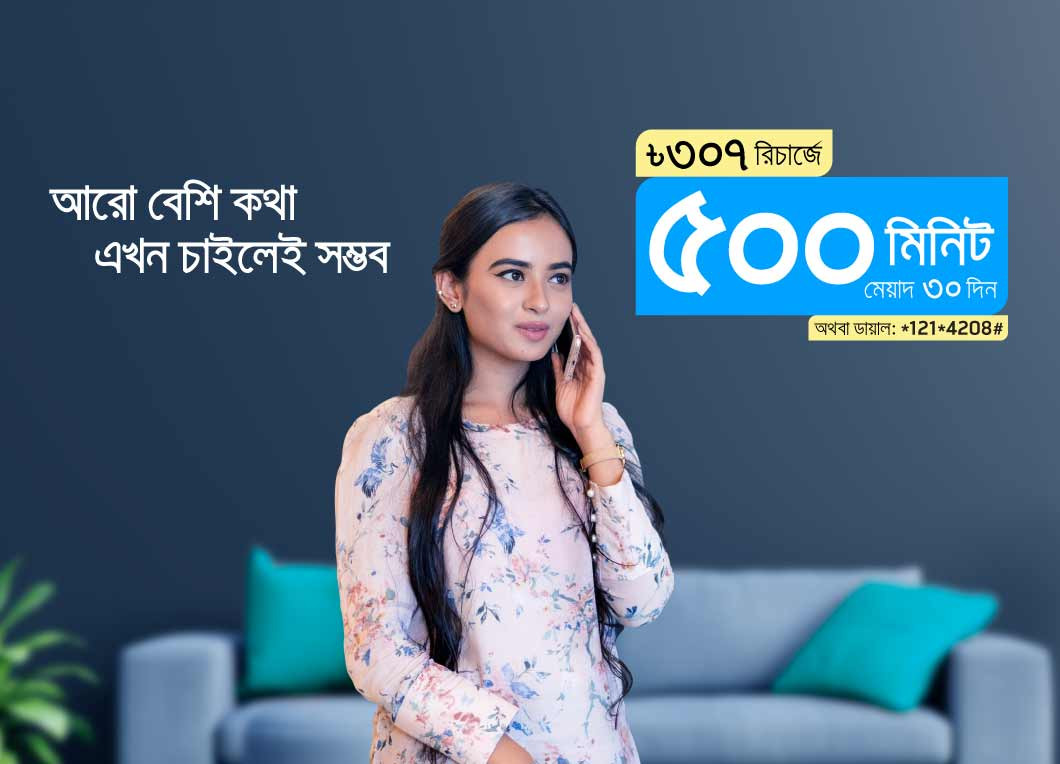 আরো বেশি কথা
এখন চাইলেই সম্ভব
৳৩০৭ রিচার্জে
৫০০ মিনিট
মেয়াদ ৩০ দিন
অথবা ডায়াল: *121*4208#